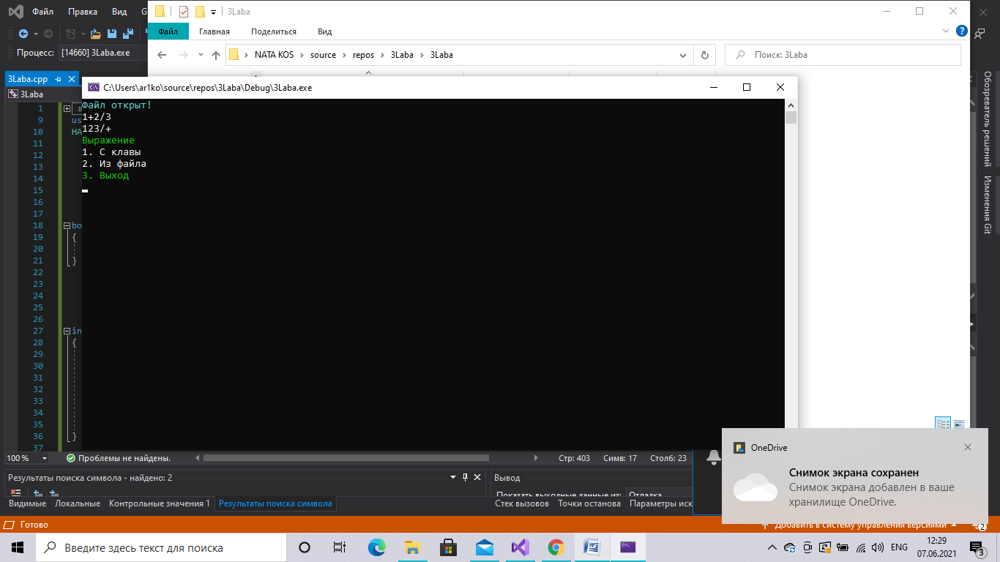 Файл Правка Вид G
3Laba
Файл Главная Поделиться Вид
Процесс: [14660] 3Laba.exe
NATA KOS source repos 3Laba 3Laba
Поиск: 3Laba
3Laba.cpp
3Laba
C:\Users\ar1ko\source\repos\3Laba\Debug\3Laba.exe
Файл открыт!
1+2/3
123/+
Выражение
1. С клавы
2. Из файла
3. Выход
1 #
9 us
10 HA
11
12
13
14
15
16
17
18 bo
19 {
20
21 }
22
23
24
25
26
27 in
28 {
29
30
31
32
33
34
35
36 }
37
Обозреватель решений
Изменения Git
100 % Проблемы не найдены. Стр: 403 Симв: 17 Столб: 23
Результаты поиска символа - найдено: 2
Вывод
Показать выходные данные из: Отладка
Видимые Локальные Контрольные значения 1 Результаты поиска символа
Стек вызовов Точки останова Параметры иск
OneDrive
Снимок экрана сохранен
Снимок экрана добавлен в ваше
хранилище OneDrive.
Готово
Добавить в систему управления версиями
2
Введите здесь текст для поиска
ENG
12:29
07.06.2021
3